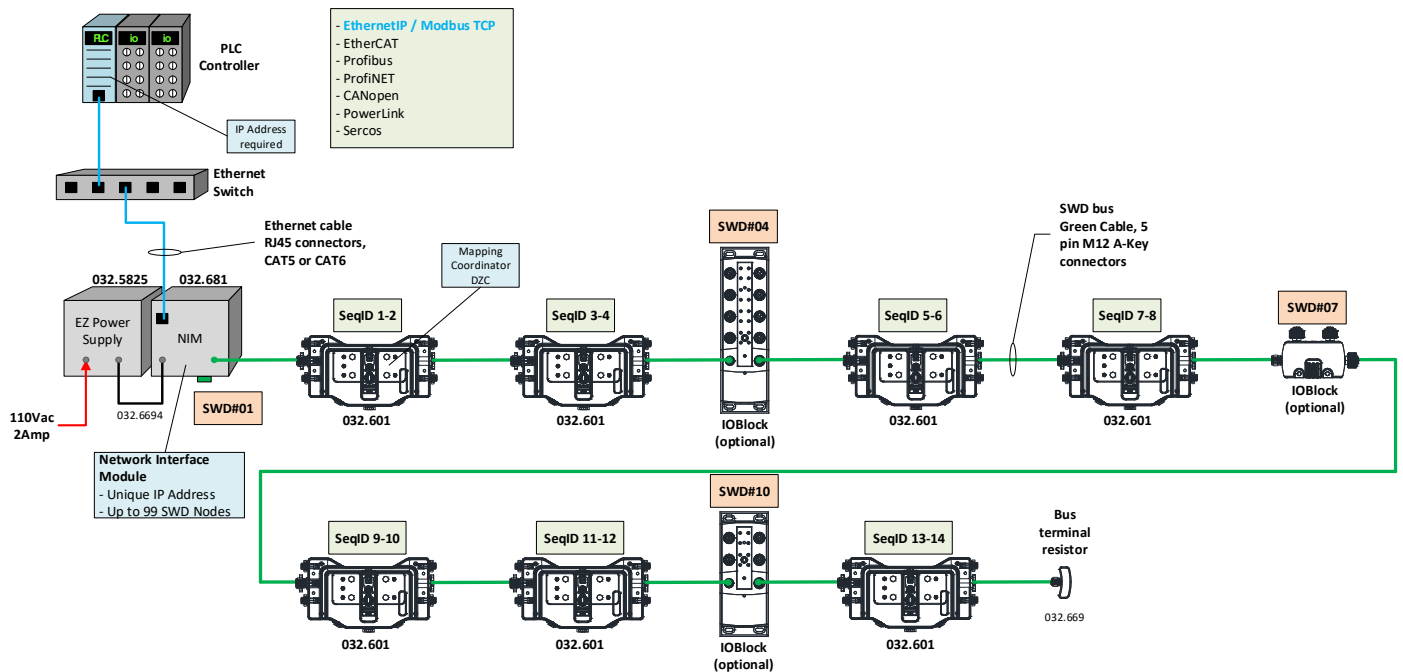 PLC
io
io
PLC
Controller
- EthernetIP / Modbus TCP
- EtherCAT
- Profibus
- ProfiNET
- CANopen
- PowerLink
- Sercos
IP Address
required
Ethernet
Switch
Ethernet cable
RJ45 connectors,
CAT5 or CAT6
Mapping
Coordinator
DZC
SWD#04
SWD bus
Green Cable, 5
pin M12 A-Key
connectors
032.5825
032.681
EZ Power
Supply
NIM
SeqID 1-2
SeqID 3-4
SeqID 5-6
SeqID 7-8
SWD#07
SWD#01
032.6694
110Vac
2Amp
032.601
032.601
IOBlock
(optional)
032.601
032.601
IOBlock
(optional)
Network Interface
Module
- Unique IP Address
- Up to 99 SWD Nodes
SWD#10
SeqID 9-10
SeqID 11-12
SeqID 13-14
Bus
terminal
resistor
032.601
032.601
IOBlock
(optional)
032.601
032.669